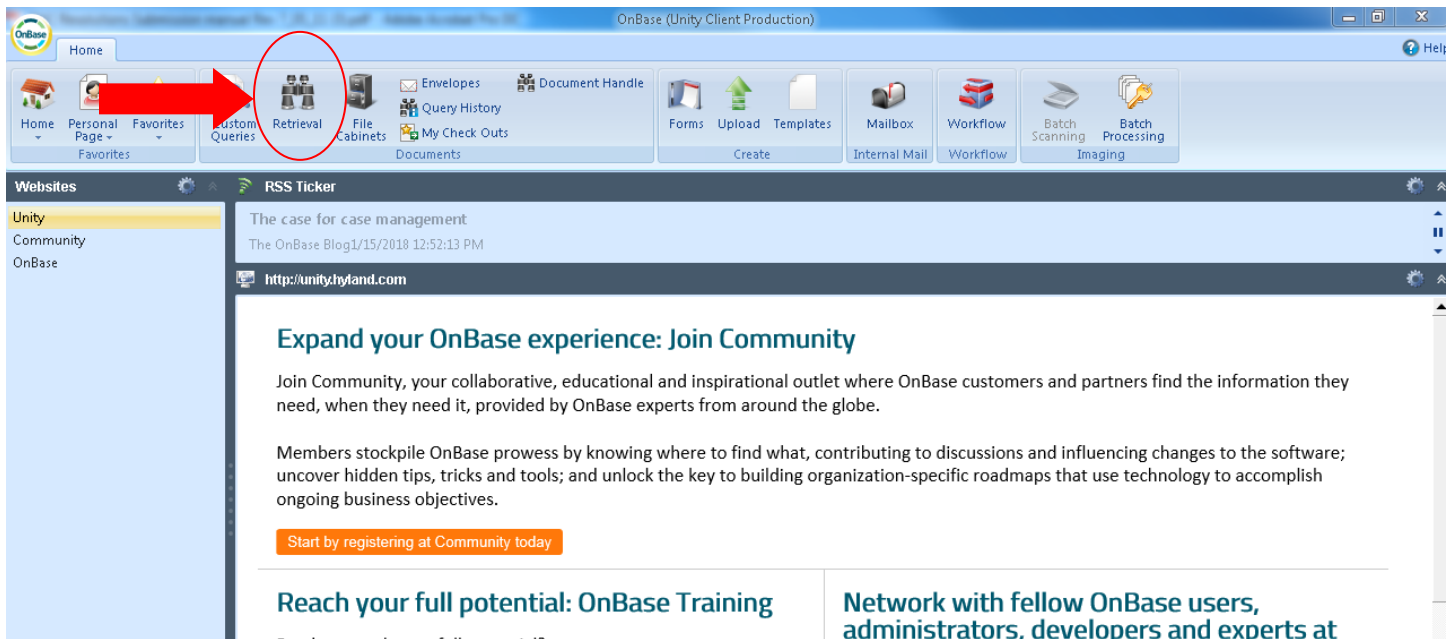 OnBase (Unity Client Production)
OnBase
Home
Help
Home
Personal Page
Favorites
Custom Queries
Retrieval
File Cabinets
Envelopes
Query History
My Check Outs
Document Handle
Forms
Upload
Templates
Mailbox
Workflow
Batch Scanning
Batch Processing
Favorites
Documents
Create
Internal Mail
Workflow
Imaging
Websites
Unity
Community
OnBase
RSS Ticker
The case for case management
The OnBase Blog1/15/2018 12:52:13 PM
http://unity.hyland.com
Expand your OnBase experience: Join Community
Join Community, your collaborative, educational and inspirational outlet where OnBase customers and partners find the information they
need, when they need it, provided by OnBase experts from around the globe.
Members stockpile OnBase prowess by knowing where to find what, contributing to discussions and influencing changes to the software;
uncover hidden tips, tricks and tools; and unlock the key to building organization-specific roadmaps that use technology to accomplish
ongoing business objectives.
Start by registering at Community today
Reach your full potential: OnBase Training
Network with fellow OnBase users,
administrators, developers and experts at